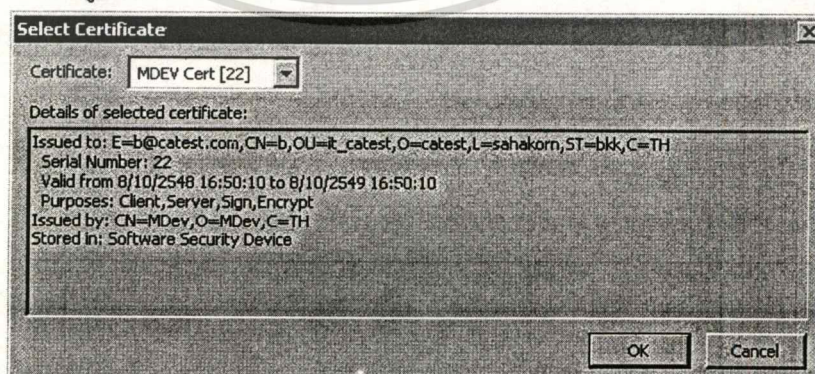 Select Certificate
Certificate: MDEV Cert [22]
Details of selected certificate:
Issued to: E=b@catest.com,CN=b,OU=it_catest,O=catest,L=sahakorn,ST=bkk,C=TH
Serial Number: 22
Valid from 8/10/2548 16:50:10 to 8/10/2549 16:50:10
Purposes: Client,Server,Sign,Encrypt
Issued by: CN=MDev,O=MDev,C=TH
Stored in: Software Security Device
OK Cancel